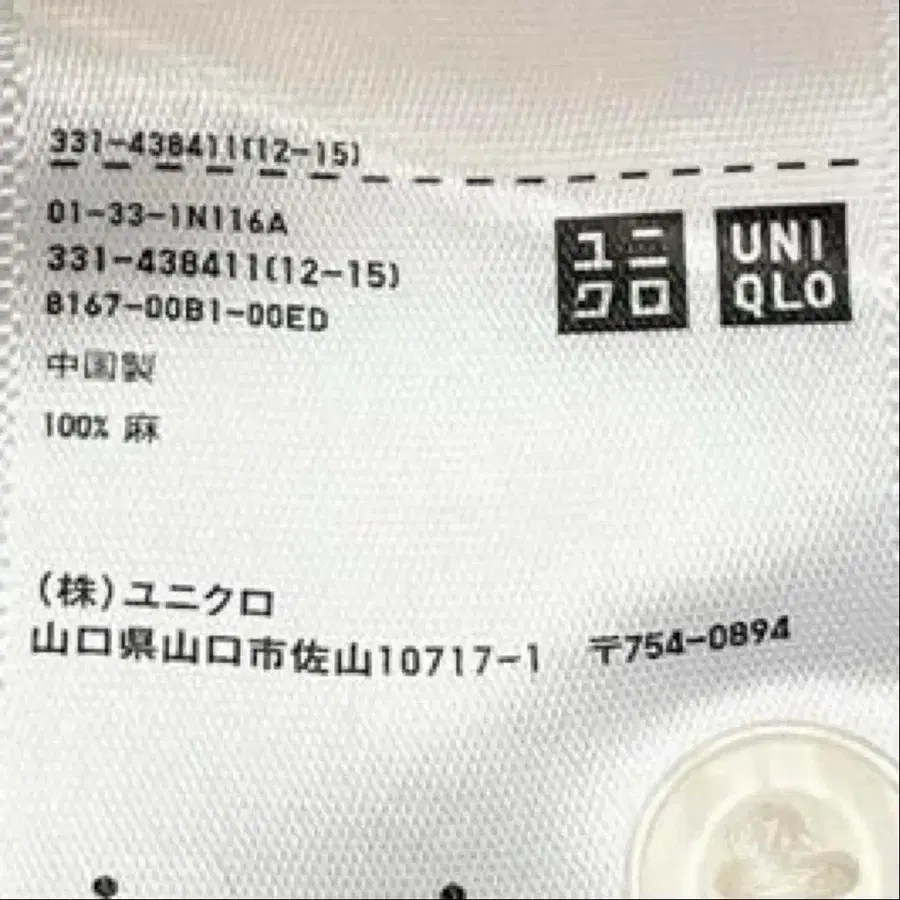 331-438411(12-15)
01-33-1N116A
331-438411(12-15)
8167-00B1-00ED
中国製
100% 麻
ユニ
クロ
UNI
QLO
(株)ユニクロ
山口県山口市佐山10717-1 〒754-0894